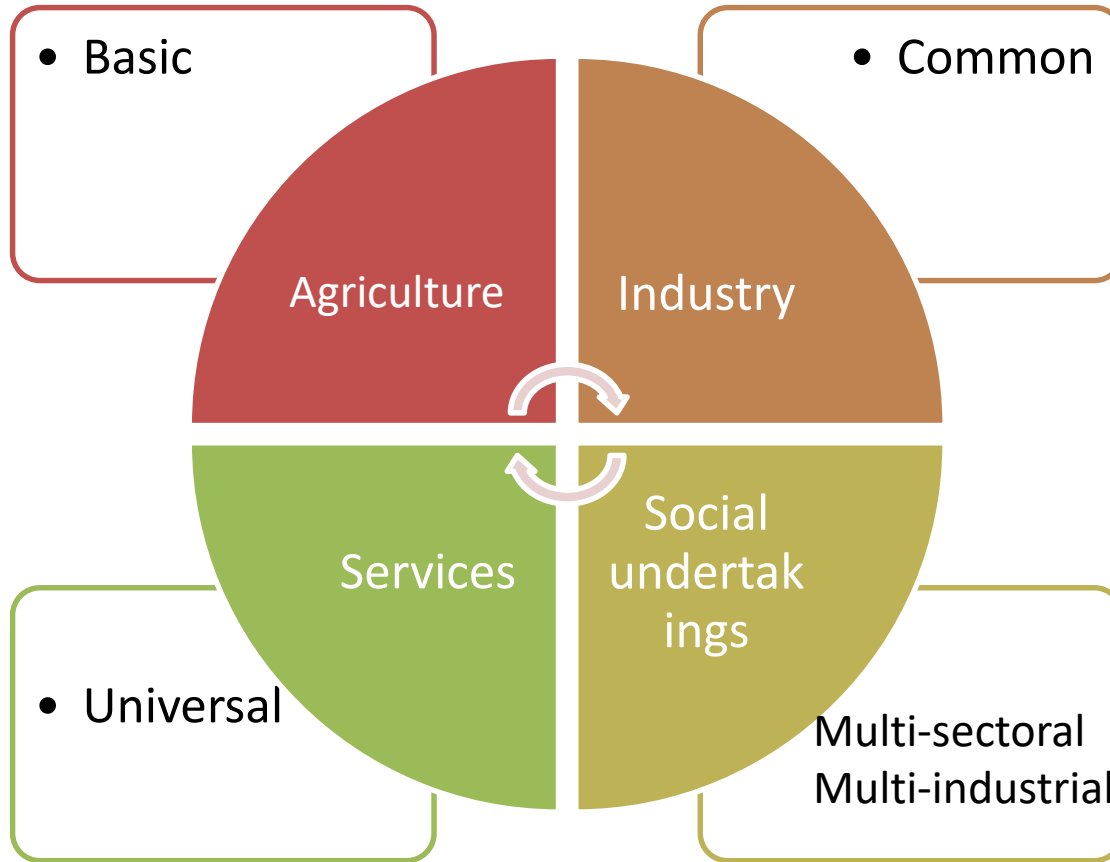 • Basic
• Common
Agriculture
Industry
Services
Social
undertak
ings
• Universal
Multi-sectoral
Multi-industrial